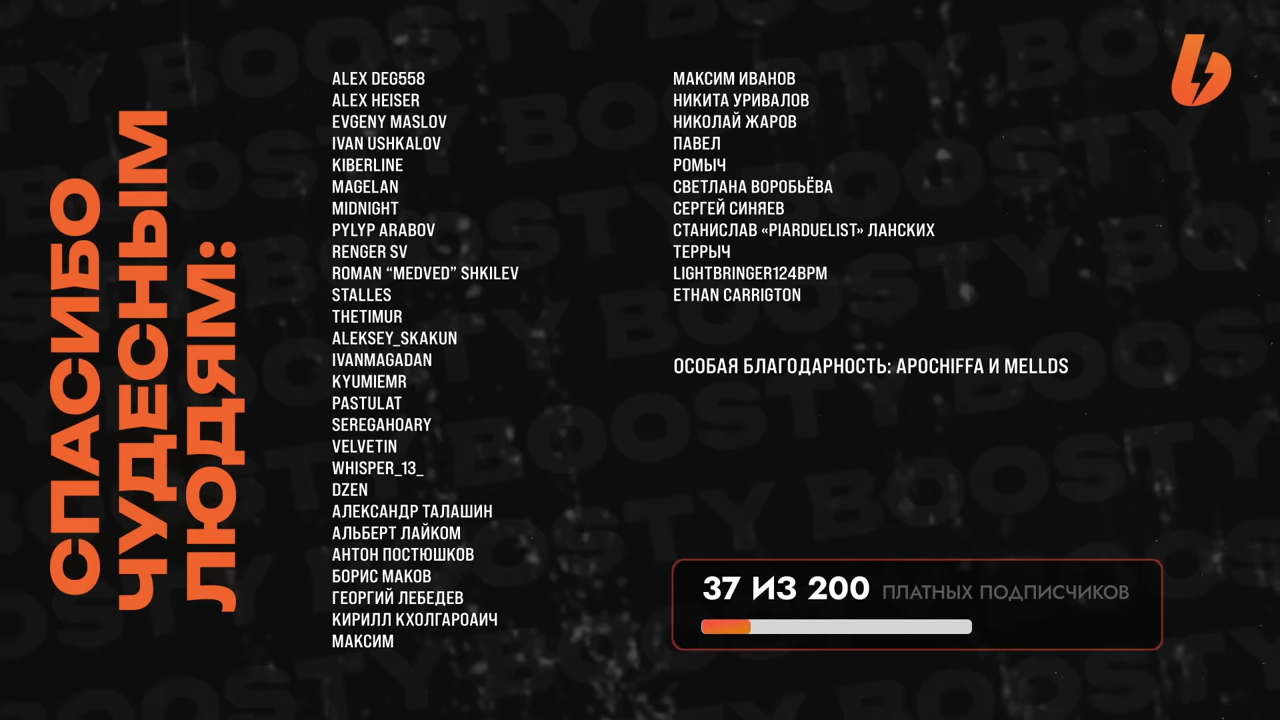 СПАСИБО
ЧУДЕСНЫМ
ЛЮДЯМ:
ALEX DEG558
ALEX HEISER
EVGENY MASLOV
IVAN USHKALOV
KIBERLINE
MAGELAN
MIDNIGHT
PYLYP ARABOV
RENGER SV
ROMAN “MEDVED” SHKILEV
STALLES
THETIMUR
ALEKSEY_SKAKUN
IVANMAGADAN
KYUMIEMR
PASTULAT
SEREGAHOARY
VELVETIN
WHISPER_13_
DZEN
АЛЕКСАНДР ТАЛАШИН
АЛЬБЕРТ ЛАЙКОМ
АНТОН ПОСТЮШКОВ
БОРИС МАКОВ
ГЕОРГИЙ ЛЕБЕДЕВ
КИРИЛЛ КХОЛГАРОАИЧ
МАКСИМ
МАКСИМ ИВАНОВ
НИКИТА УРИВАЛОВ
НИКОЛАЙ ЖАРОВ
ПАВЕЛ
РОМЫЧ
СВЕТЛАНА ВОРОБЬЁВА
СЕРГЕЙ СИНЯЕВ
СТАНИСЛАВ «PIARDUELIST» ЛАНСКИХ
ТЕРРЫЧ
LIGHTBRINGER124BPM
ETHAN CARRIGTON
ОСОБАЯ БЛАГОДАРНОСТЬ: APOCHIFFA И MELLDS
37 ИЗ 200 ПЛАТНЫХ ПОДПИСЧИКОВ